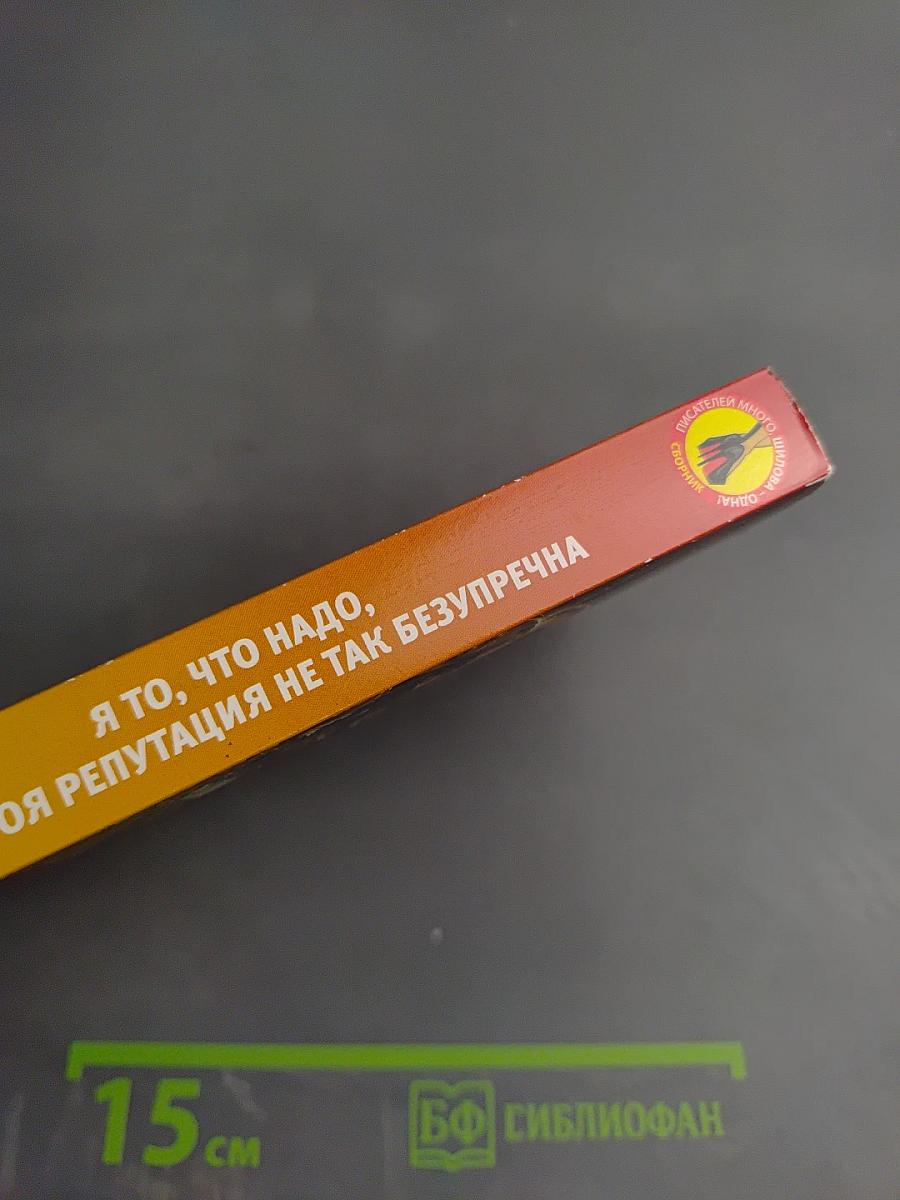 ПИСАТЕЛЕЙ МНОГО
ШИЛОВА – ОДНА!
СБОРНИК
Я ТО, ЧТО НАДО,
ОЯ РЕПУТАЦИЯ НЕ ТАК БЕЗУПРЕЧНА
15 см
БФ БИБЛИОФАН